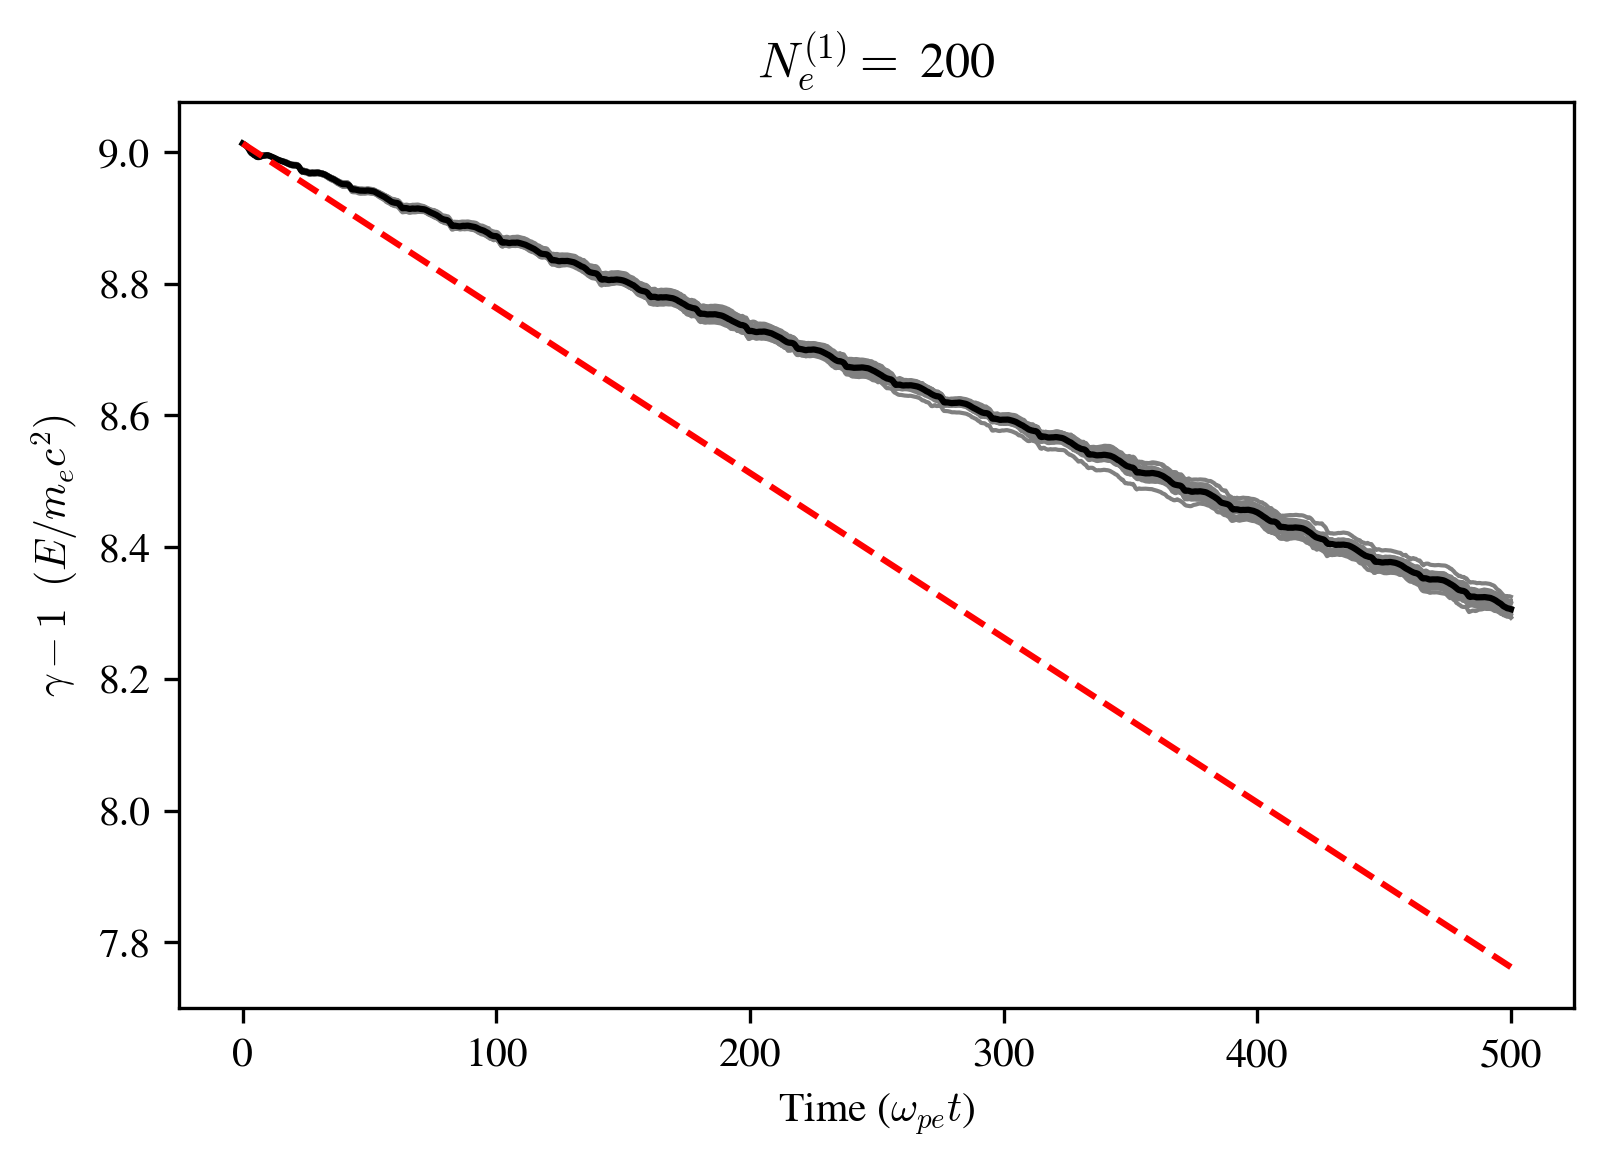 N_e^{(1)} = 200
γ − 1 (E/m_ec^2)
9.0
8.8
8.6
8.4
8.2
8.0
7.8
0 100 200 300 400 500
Time (ω_{pe}t)